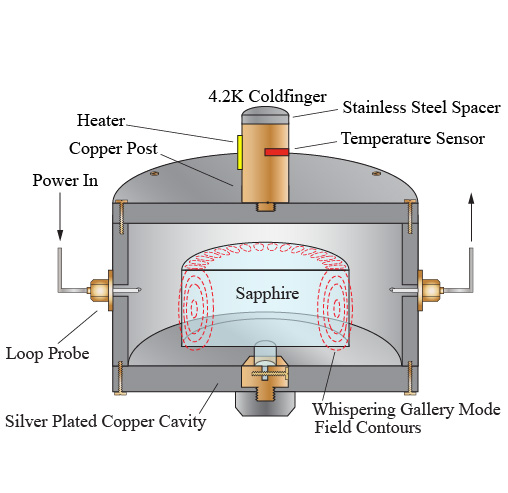 4.2K Coldfinger
Stainless Steel Spacer
Heater
Temperature Sensor
Copper Post
Power In
Sapphire
Loop Probe
Silver Plated Copper Cavity
Whispering Gallery Mode
Field Contours